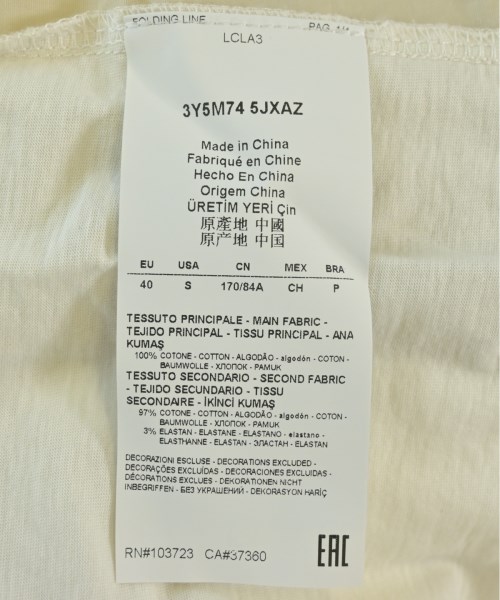 FOLDING LINE PAG. 1/4
LCLA3
3Y5M74 5JXAZ
Made in China
Fabriqué en Chine
Hecho En China
Origem China
ÜRETİM YERİ Çin
原產地 中國
原产地 中国
EU USA CN MEX BRA
40 S 170/84A CH P
TESSUTO PRINCIPALE - MAIN FABRIC -
TEJIDO PRINCIPAL - TISSU PRINCIPAL - ANA
KUMAŞ
100% COTONE - COTTON - ALGODÃO - algodón - COTON -
BAUMWOLLE - ХЛОПОК - PAMUK
TESSUTO SECONDARIO - SECOND FABRIC
- TEJIDO SECUNDARIO - TISSU
SECONDAIRE - İKİNCİ KUMAŞ
97% COTONE - COTTON - ALGODÃO - algodón - COTON -
BAUMWOLLE - ХЛОПОК - PAMUK
3% ELASTAN - ELASTANE - ELASTANO - elastano -
ELASTHANNE - ELASTAN - ЭЛАСТАН - ELASTAN
DECORAZIONI ESCLUSE - DECORATIONS EXCLUDED -
DECORAÇÕES EXCLUÍDAS - DECORACIONES EXCLUIDAS -
DÉCORATIONS EXCLUES - DEKORATIONEN NICHT
INBEGRIFFEN - БЕЗ УКРАШЕНИЙ - DEKORASYON HARİÇ
RN#103723 CA#37360 EAC